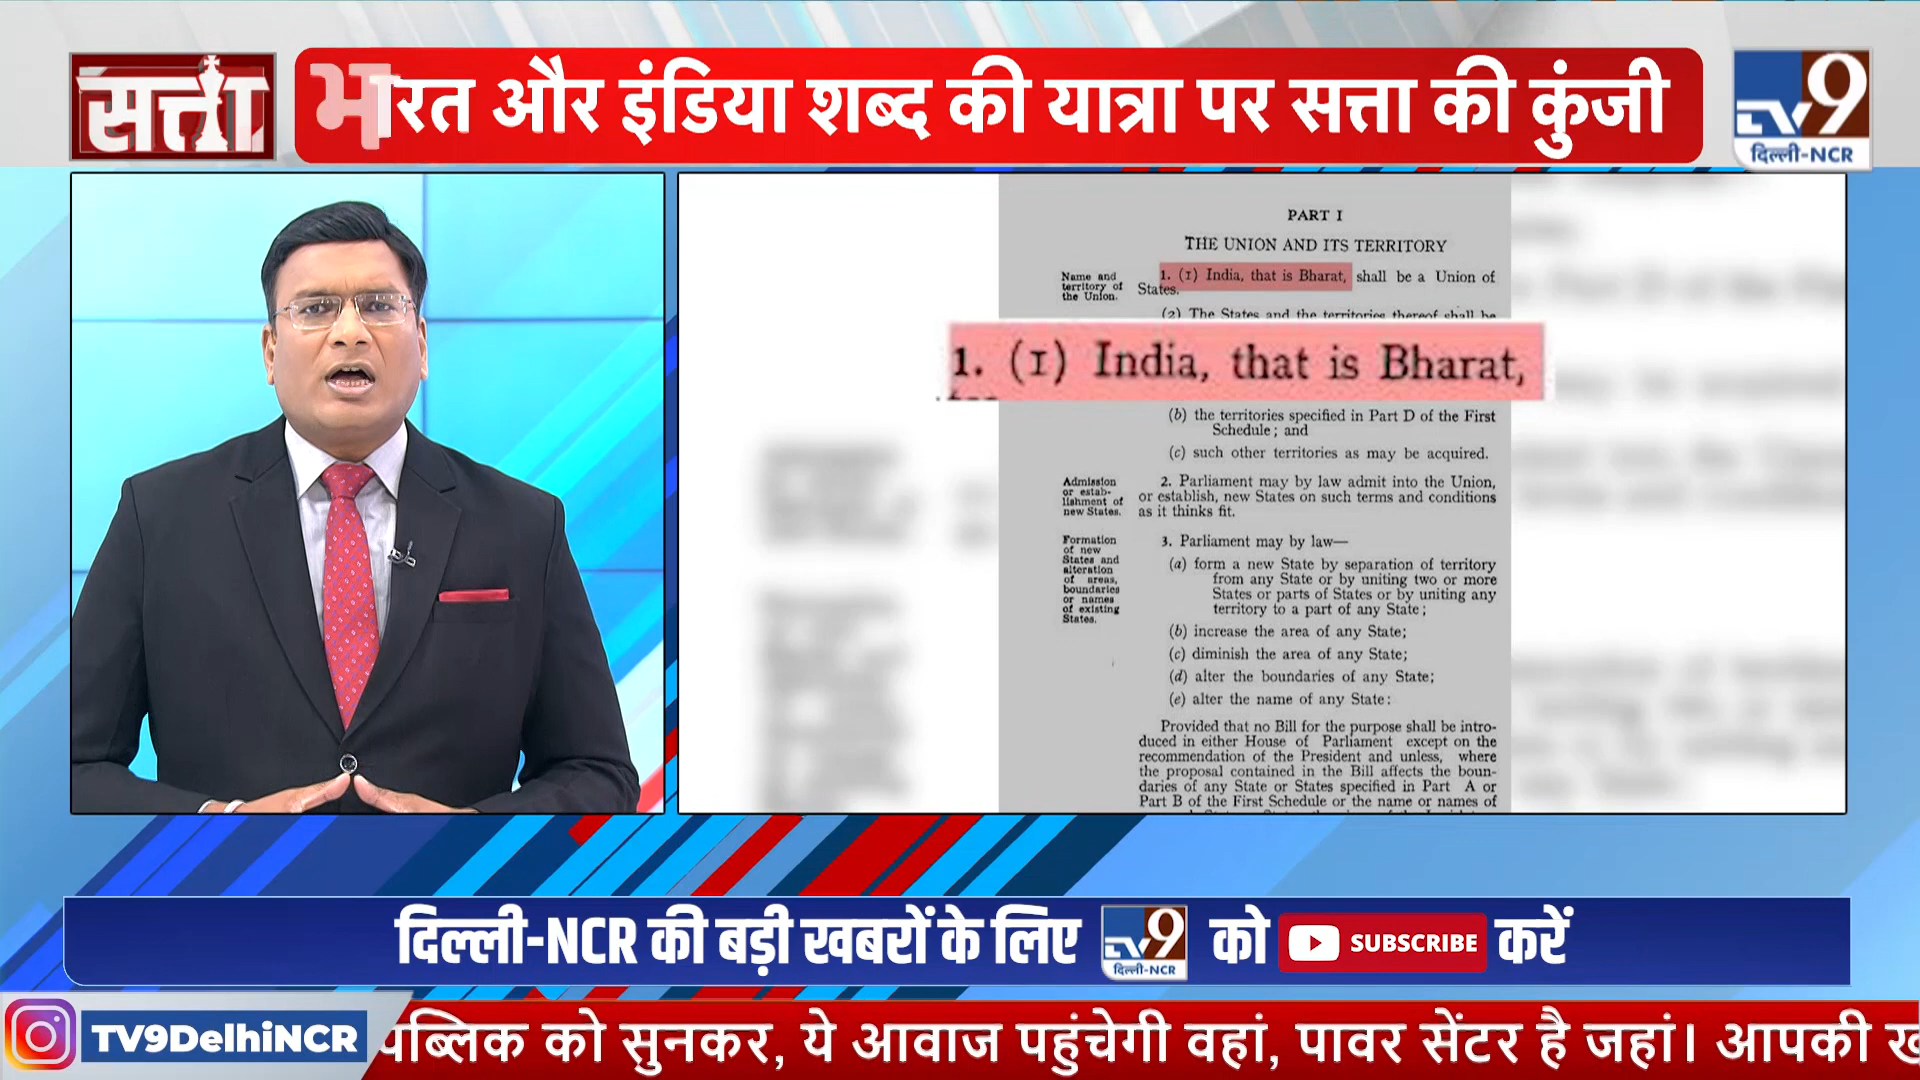 सत्ता
भारत और इंडिया शब्द की यात्रा पर सत्ता की कुंजी
TV9
दिल्ली-NCR
PART I
THE UNION AND ITS TERRITORY
Name and
territory of
the Union.
1. (1) India, that is Bharat, shall be a Union of
States.
(2) The States and the territories thereof shall be
1. (1) India, that is Bharat,
(b) the territories specified in Part D of the First
Schedule; and
(c) such other territories as may be acquired.
Admission
or estab-
lishment of
new States.
2. Parliament may by law admit into the Union,
or establish, new States on such terms and conditions
as it thinks fit.
Formation
of new
States and
alteration
of areas,
boundaries
or names
of existing
States.
3. Parliament may by law—
(a) form a new State by separation of territory
from any State or by uniting two or more
States or parts of States or by uniting any
territory to a part of any State;
(b) increase the area of any State;
(c) diminish the area of any State;
(d) alter the boundaries of any State;
(e) alter the name of any State:
Provided that no Bill for the purpose shall be intro-
duced in either House of Parliament except on the
recommendation of the President and unless, where
the proposal contained in the Bill affects the boun-
daries of any State or States specified in Part A or
Part B of the First Schedule or the name or names of
दिल्ली-NCR की बड़ी खबरों के लिए TV9 दिल्ली-NCR को SUBSCRIBE करें
TV9DelhiNCR
पब्लिक को सुनकर, ये आवाज पहुंचेगी वहां, पावर सेंटर है जहां। आपकी